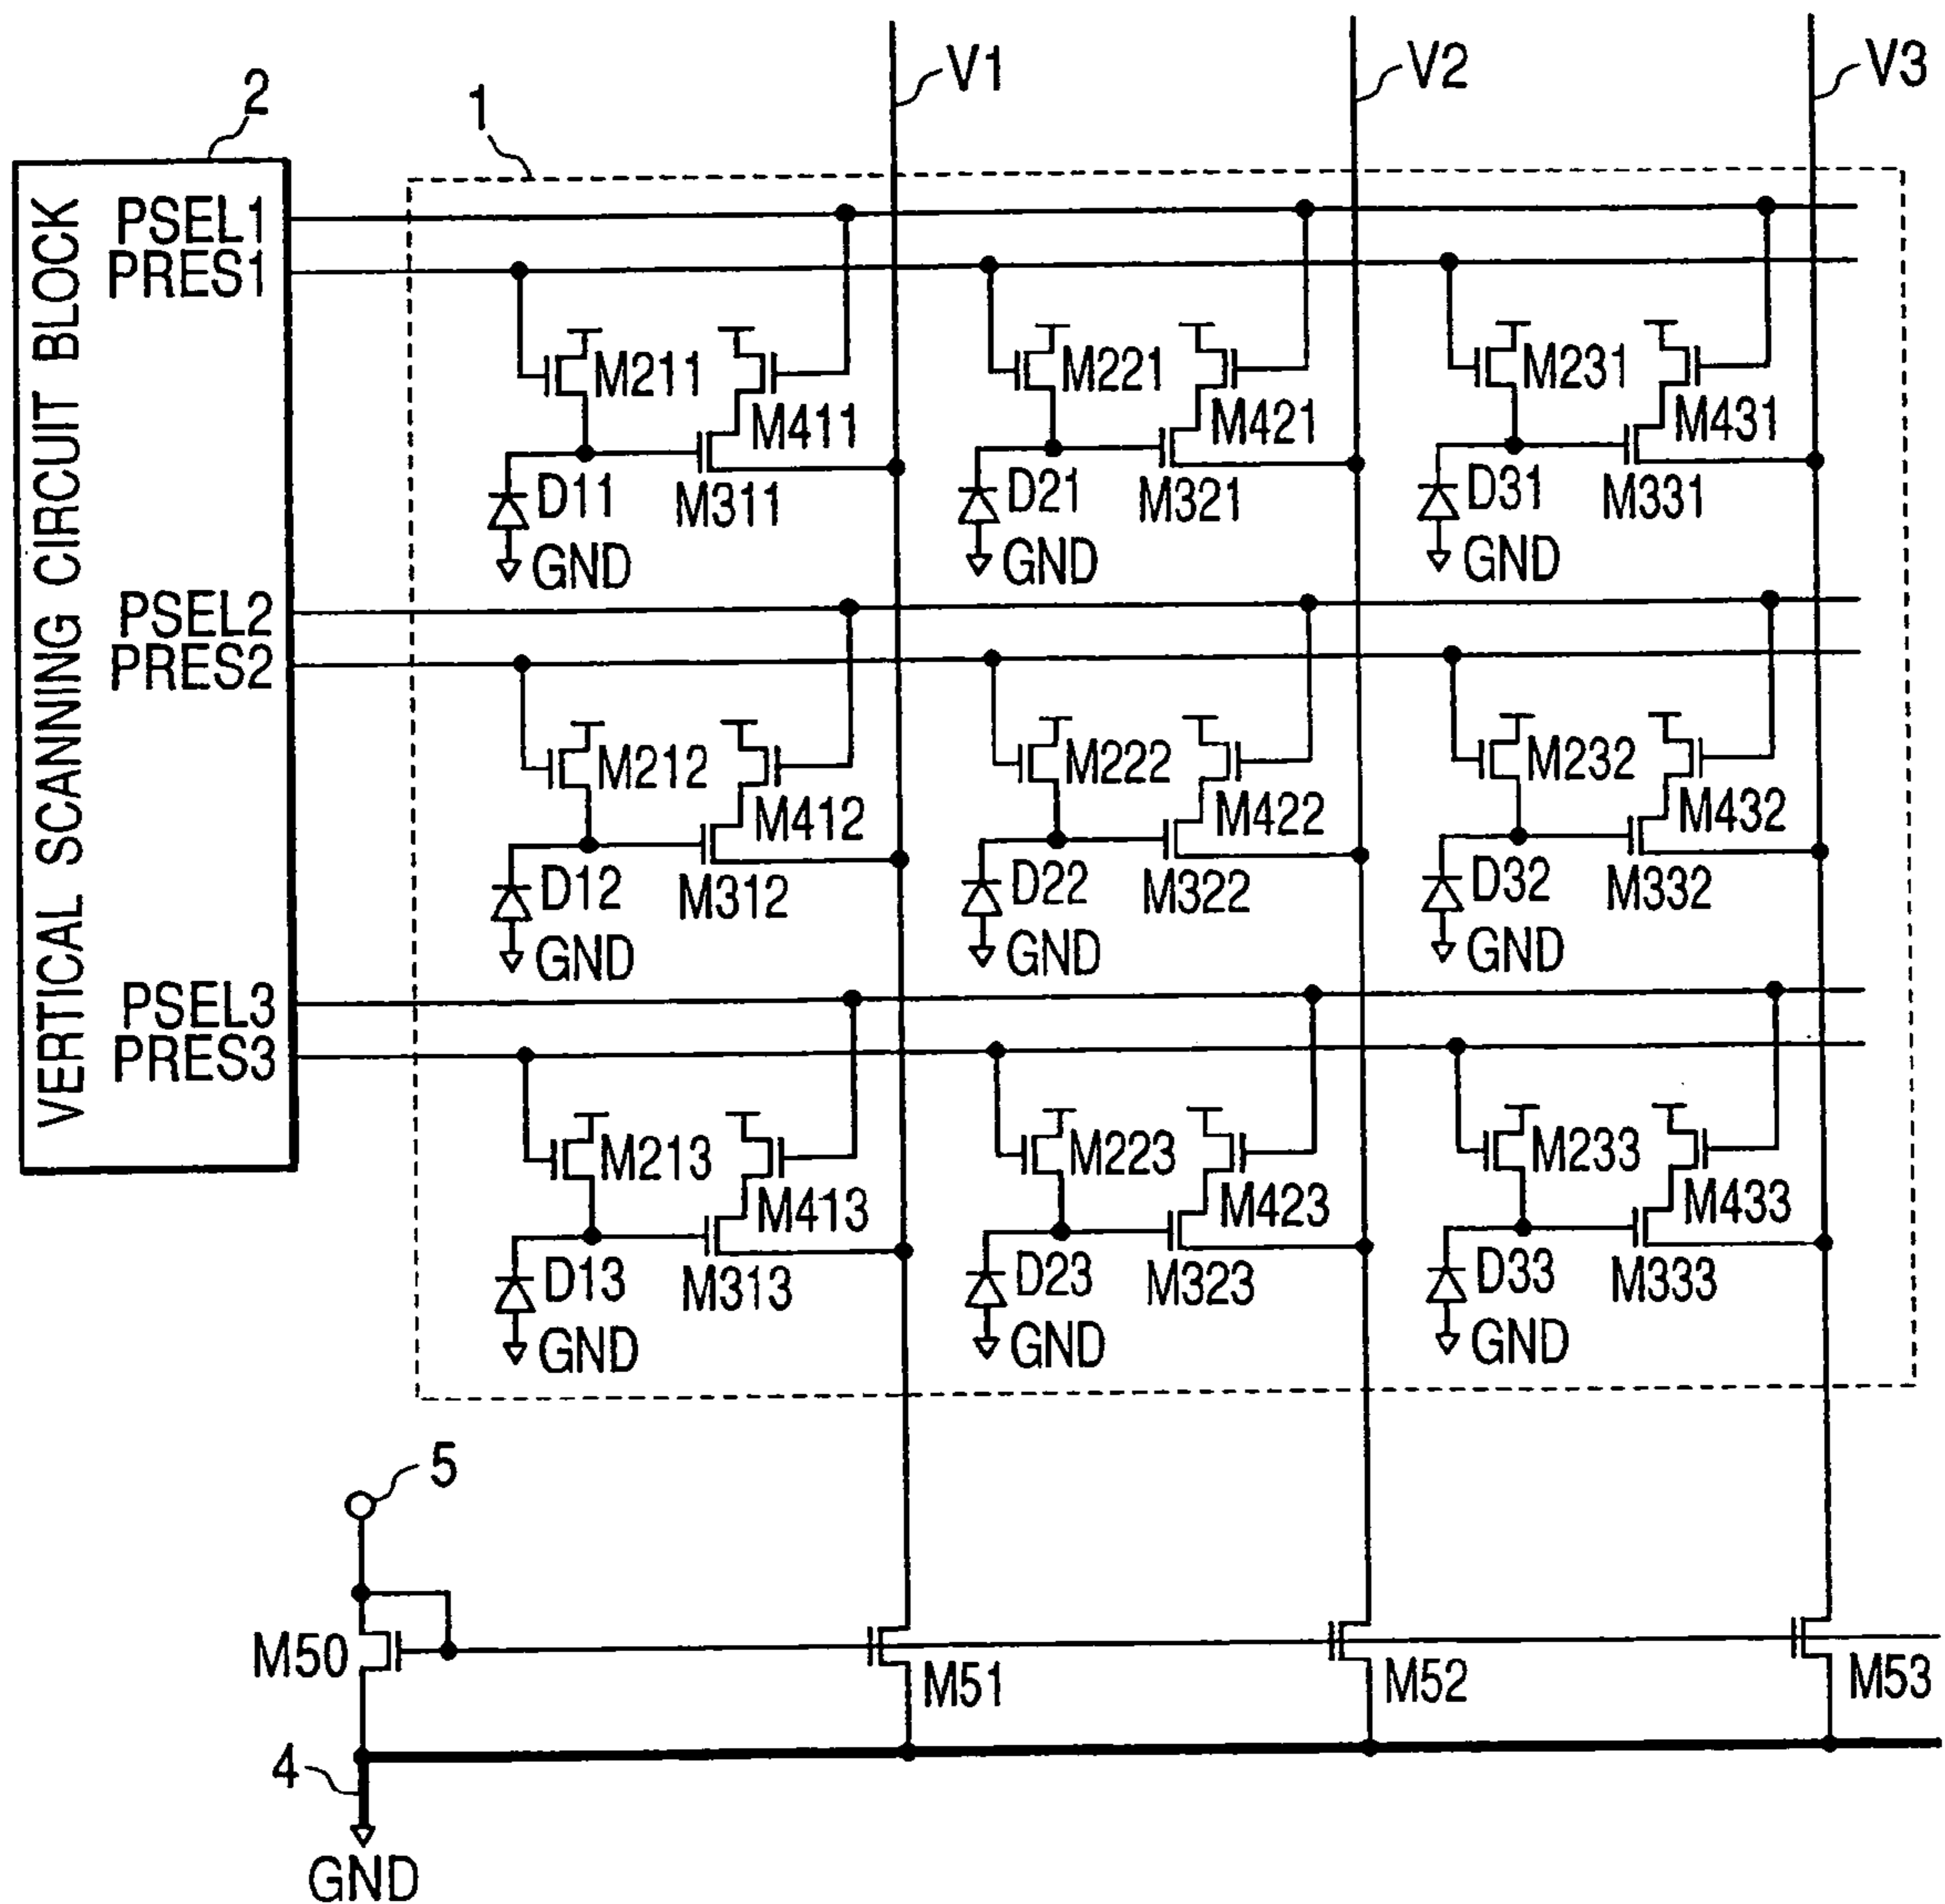 V1
V2
V3
2
1
VERTICAL SCANNING CIRCUIT BLOCK
PSEL1
PRES1
M211
M411
M221
M421
M231
M431
D11
M311
D21
M321
D31
M331
GND
GND
GND
PSEL2
PRES2
M212
M412
M222
M422
M232
M432
D12
M312
D22
M322
D32
M332
GND
GND
GND
PSEL3
PRES3
M213
M413
M223
M423
M233
M433
D13
M313
D23
M323
D33
M333
GND
GND
GND
5
M50
M51
M52
M53
4
GND